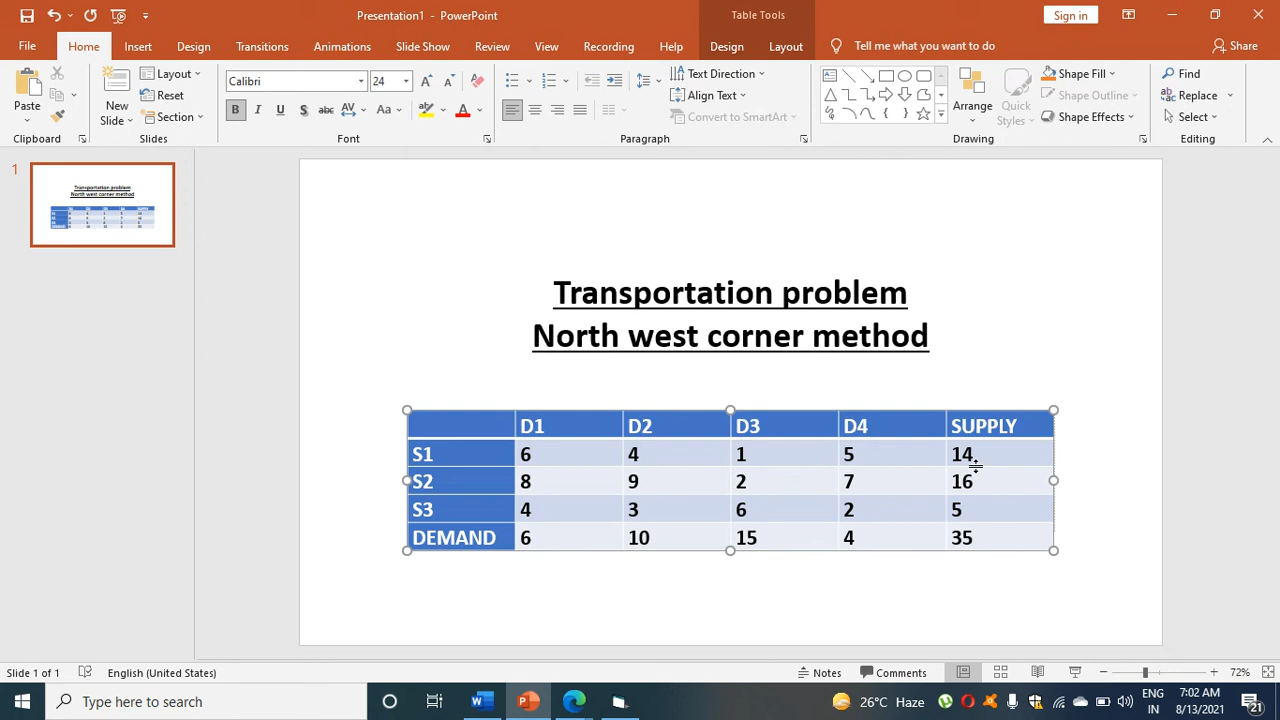 Presentation1 - PowerPoint
Table Tools
Sign in
File Home Insert Design Transitions Animations Slide Show Review View Recording Help Design Layout Tell me what you want to do Share
Paste
Clipboard
New Slide
Layout
Reset
Section
Slides
Calibri 24
B I U S abc AV Aa A
Font
Text Direction
Align Text
Convert to SmartArt
Paragraph
Arrange
Quick Styles
Shape Fill
Shape Outline
Shape Effects
Drawing
Find
Replace
Select
Editing
1
Transportation problem
North west corner method
D1 D2 D3 D4 SUPPLY
S1 6 4 1 5 14
S2 8 9 2 7 16
S3 4 3 6 2 5
DEMAND 6 10 15 4 35
Slide 1 of 1 English (United States) Notes Comments 72%
Type here to search
26°C Haze
ENG
IN
7:02 AM
8/13/2021
21